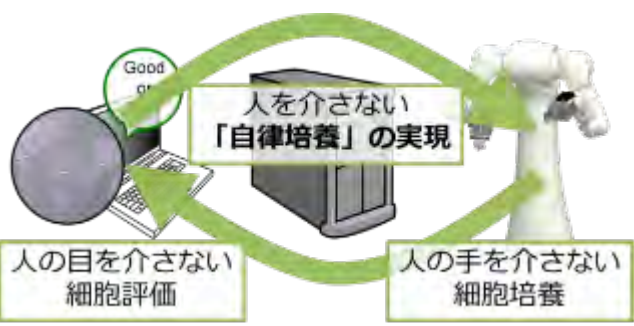 Good
人を介さない
「自律培養」の実現
人の目を介さない
細胞評価
人の手を介さない
細胞培養